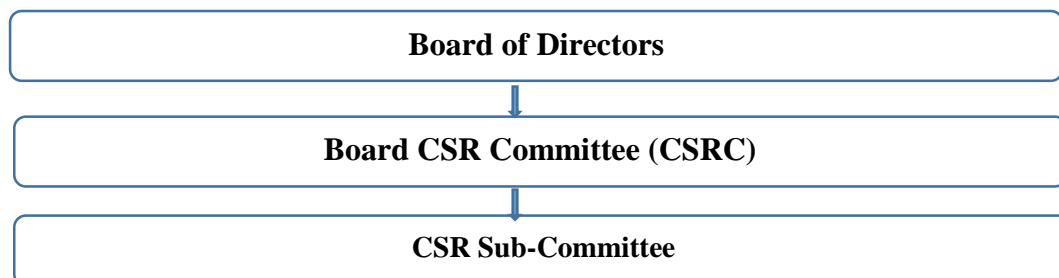 Board of Directors
Board CSR Committee (CSRC)
CSR Sub-Committee